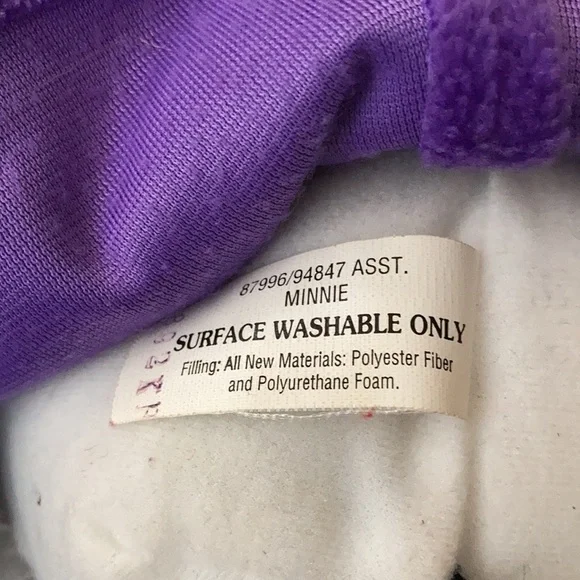 87996/94847 ASST.
MINNIE
SURFACE WASHABLE ONLY
Filling: All New Materials: Polyester Fiber
and Polyurethane Foam.